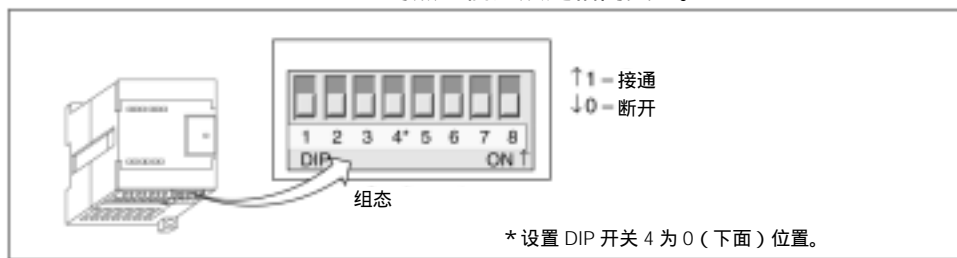 ↑1 – 接通
↓0 – 断开
1 2 3 4* 5 6 7 8
DIP ON ↑
组态
*设置 DIP 开关 4 为 0（下面）位置。